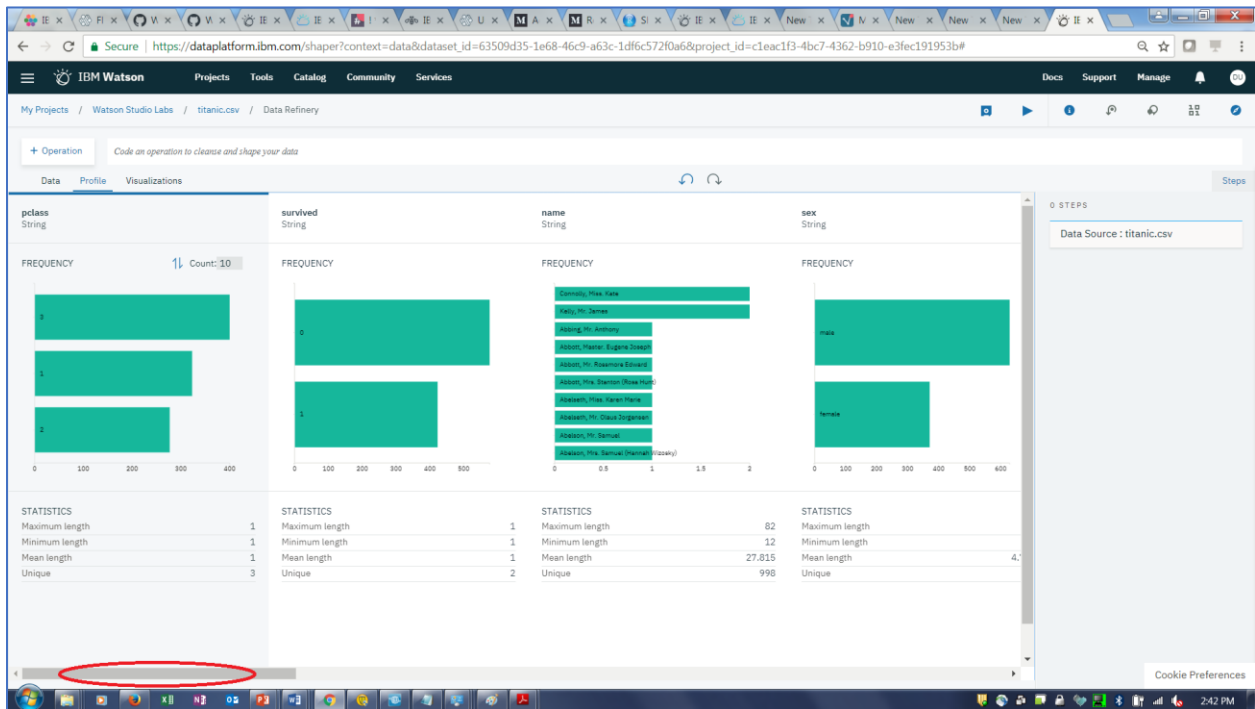 Secure | https://dataplatform.ibm.com/shaper?context=data&dataset_id=63509d35-1e68-46c9-a63c-1df6c572f0a6&project_id=c1eac1f3-4bc7-4362-b910-e3fec191953b#
IBM Watson Projects Tools Catalog Community Services Docs Support Manage DU
My Projects / Watson Studio Labs / titanic.csv / Data Refinery
+ Operation Code an operation to cleanse and shape your data
Data Profile Visualizations Steps
pclass
String
survived
String
name
String
sex
String
0 STEPS
Data Source : titanic.csv
FREQUENCY Count: 10
3
1
2
0 100 200 300 400
FREQUENCY
0
1
0 100 200 300 400 500
FREQUENCY
Connolly, Miss. Kate
Kelly, Mr. James
Abbing, Mr. Anthony
Abbott, Master. Eugene Joseph
Abbott, Mr. Rossmore Edward
Abbott, Mrs. Stanton (Rosa Hunt)
Abelseth, Miss. Karen Marie
Abelseth, Mr. Olaus Jorgensen
Abelson, Mr. Samuel
Abelson, Mrs. Samuel (Hannah Wizosky)
0 0.5 1 1.5 2
FREQUENCY
male
female
0 100 200 300 400 500 600
STATISTICS
Maximum length 1
Minimum length 1
Mean length 1
Unique 3
STATISTICS
Maximum length 1
Minimum length 1
Mean length 1
Unique 2
STATISTICS
Maximum length 82
Minimum length 12
Mean length 27.815
Unique 998
STATISTICS
Maximum length
Minimum length
Mean length 4.
Unique
Cookie Preferences
2:42 PM